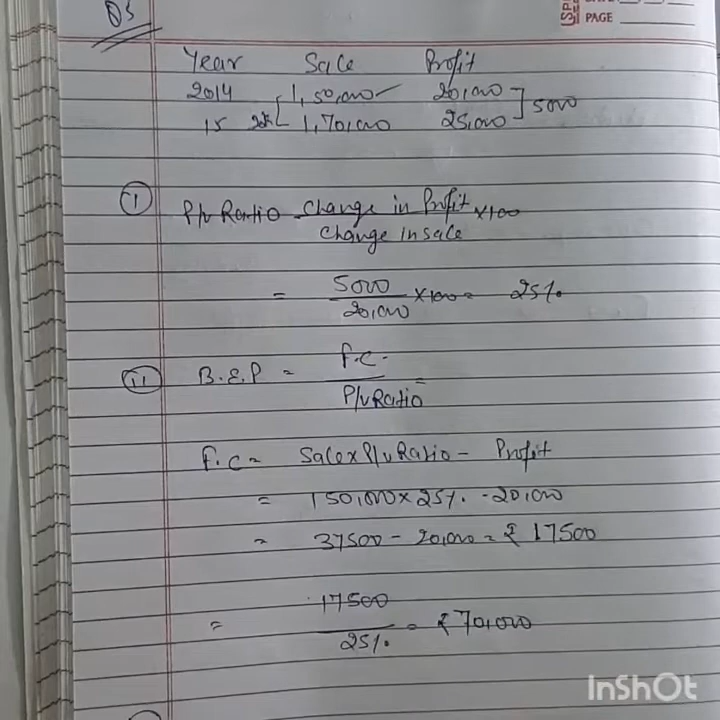 Q5
PAGE
Year Sale Profit
2014 1,50,000 20,000
15 1,70,000 25,000 5000
(i) P/v Ratio Change in Profit ×100
Change in sale
= 5000 ×100 = 25%.
20,000
(ii) B.E.P = F.C.
P/v Ratio =
F.C = Sale×P/v Ratio - Profit
= 150,000×25%. - 20,000
= 37500 - 20,000 = ₹ 17500
= 17500 = ₹70,000
25%.
InShOt